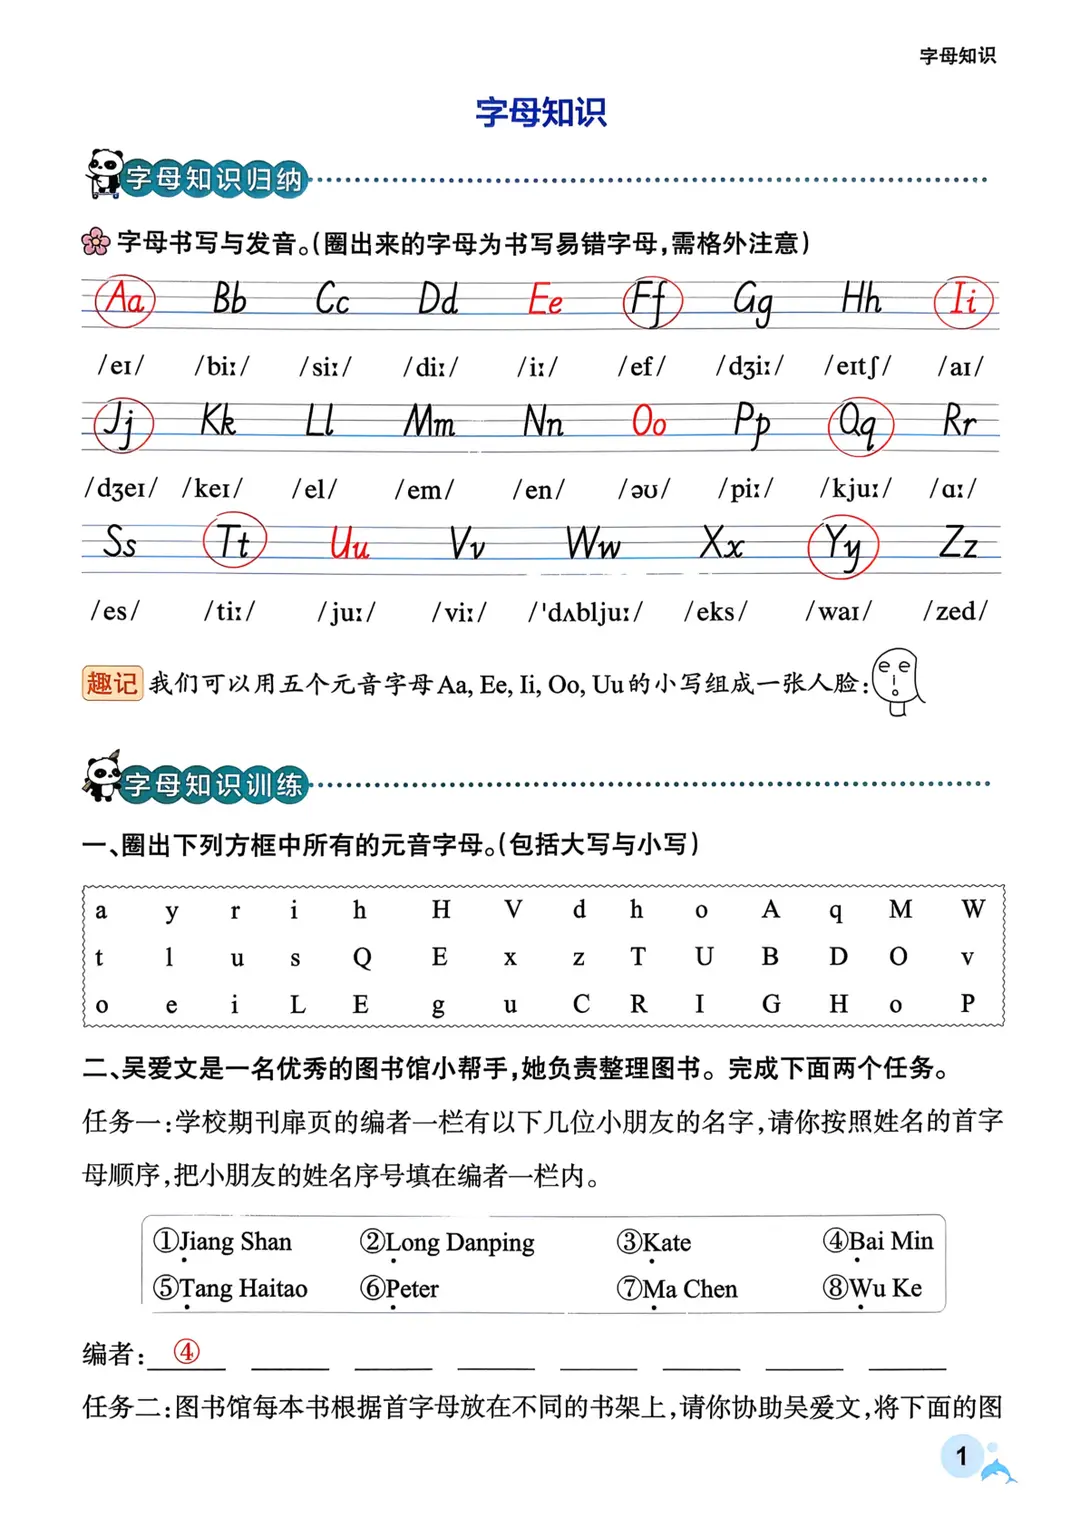 字母知识
字母知识
字母知识归纳
字母书写与发音。(圈出来的字母为书写易错字母,需格外注意)
Aa Bb Cc Dd Ee Ff Gg Hh Ii
/eɪ/ /biː/ /siː/ /diː/ /iː/ /ef/ /dʒiː/ /eɪtʃ/ /aɪ/
Jj Kk Ll Mm Nn Oo Pp Qq Rr
/dʒeɪ/ /keɪ/ /el/ /em/ /en/ /əʊ/ /piː/ /kjuː/ /ɑː/
Ss Tt Uu Vv Ww Xx Yy Zz
/es/ /tiː/ /juː/ /viː/ /ˈdʌbljuː/ /eks/ /waɪ/ /zed/
趣记 我们可以用五个元音字母 Aa, Ee, Ii, Oo, Uu 的小写组成一张人脸:
e e
i
o
字母知识训练
一、圈出下列方框中所有的元音字母。(包括大写与小写)
a y r i h H V d h o A q M W
t l u s Q E x z T U B D O v
o e i L E g u C R I G H o P
二、吴爱文是一名优秀的图书馆小帮手,她负责整理图书。完成下面两个任务。
任务一:学校期刊扉页的编者一栏有以下几位小朋友的名字,请你按照姓名的首字
母顺序,把小朋友的姓名序号填在编者一栏内。
①Jiang Shan ②Long Danping ③Kate ④Bai Min
⑤Tang Haitao ⑥Peter ⑦Ma Chen ⑧Wu Ke
编者: ④
任务二:图书馆每本书根据首字母放在不同的书架上,请你协助吴爱文,将下面的图
1